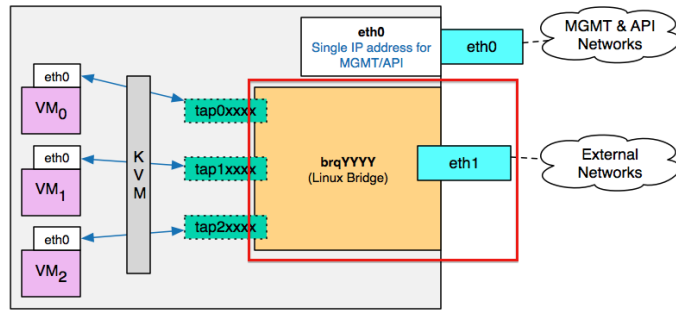 eth0
Single IP address for
MGMT/API
eth0
MGMT & API
Networks
eth0
VM0
tap0xxxx
K
V
M
eth0
VM1
tap1xxxx
brqYYYY
(Linux Bridge)
eth1
External
Networks
eth0
VM2
tap2xxxx